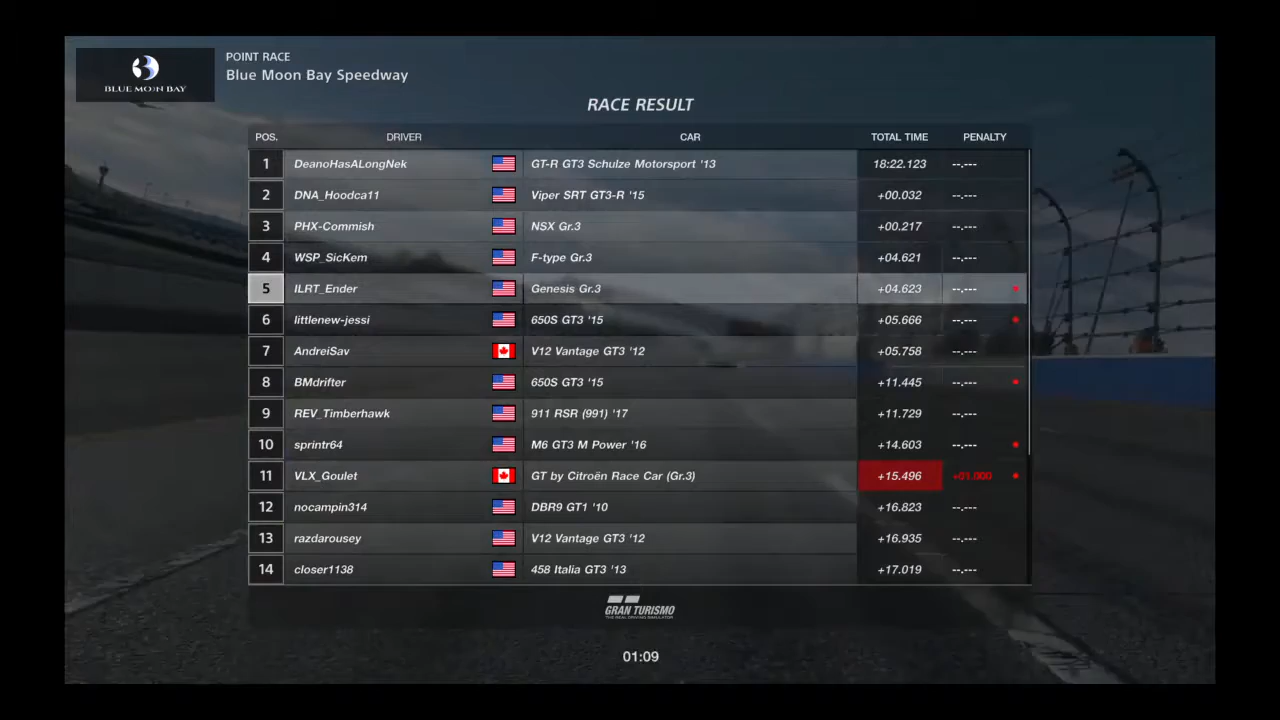 BLUE MOON BAY
POINT RACE
Blue Moon Bay Speedway
RACE RESULT
POS. DRIVER CAR TOTAL TIME PENALTY
1 DeanoHasALongNek GT-R GT3 Schulze Motorsport '13 18:22.123 --.---
2 DNA_Hoodca11 Viper SRT GT3-R '15 +00.032 --.---
3 PHX-Commish NSX Gr.3 +00.217 --.---
4 WSP_SicKem F-type Gr.3 +04.621 --.---
5 ILRT_Ender Genesis Gr.3 +04.623 --.---
6 littlenew-jessi 650S GT3 '15 +05.666 --.---
7 AndreiSav V12 Vantage GT3 '12 +05.758 --.---
8 BMdrifter 650S GT3 '15 +11.445 --.---
9 REV_Timberhawk 911 RSR (991) '17 +11.729 --.---
10 sprintr64 M6 GT3 M Power '16 +14.603 --.---
11 VLX_Goulet GT by Citroën Race Car (Gr.3) +15.496 +01.000
12 nocampin314 DBR9 GT1 '10 +16.823 --.---
13 razdarousey V12 Vantage GT3 '12 +16.935 --.---
14 closer1138 458 Italia GT3 '13 +17.019 --.---
GRAN TURISMO
THE REAL DRIVING SIMULATOR
01:09